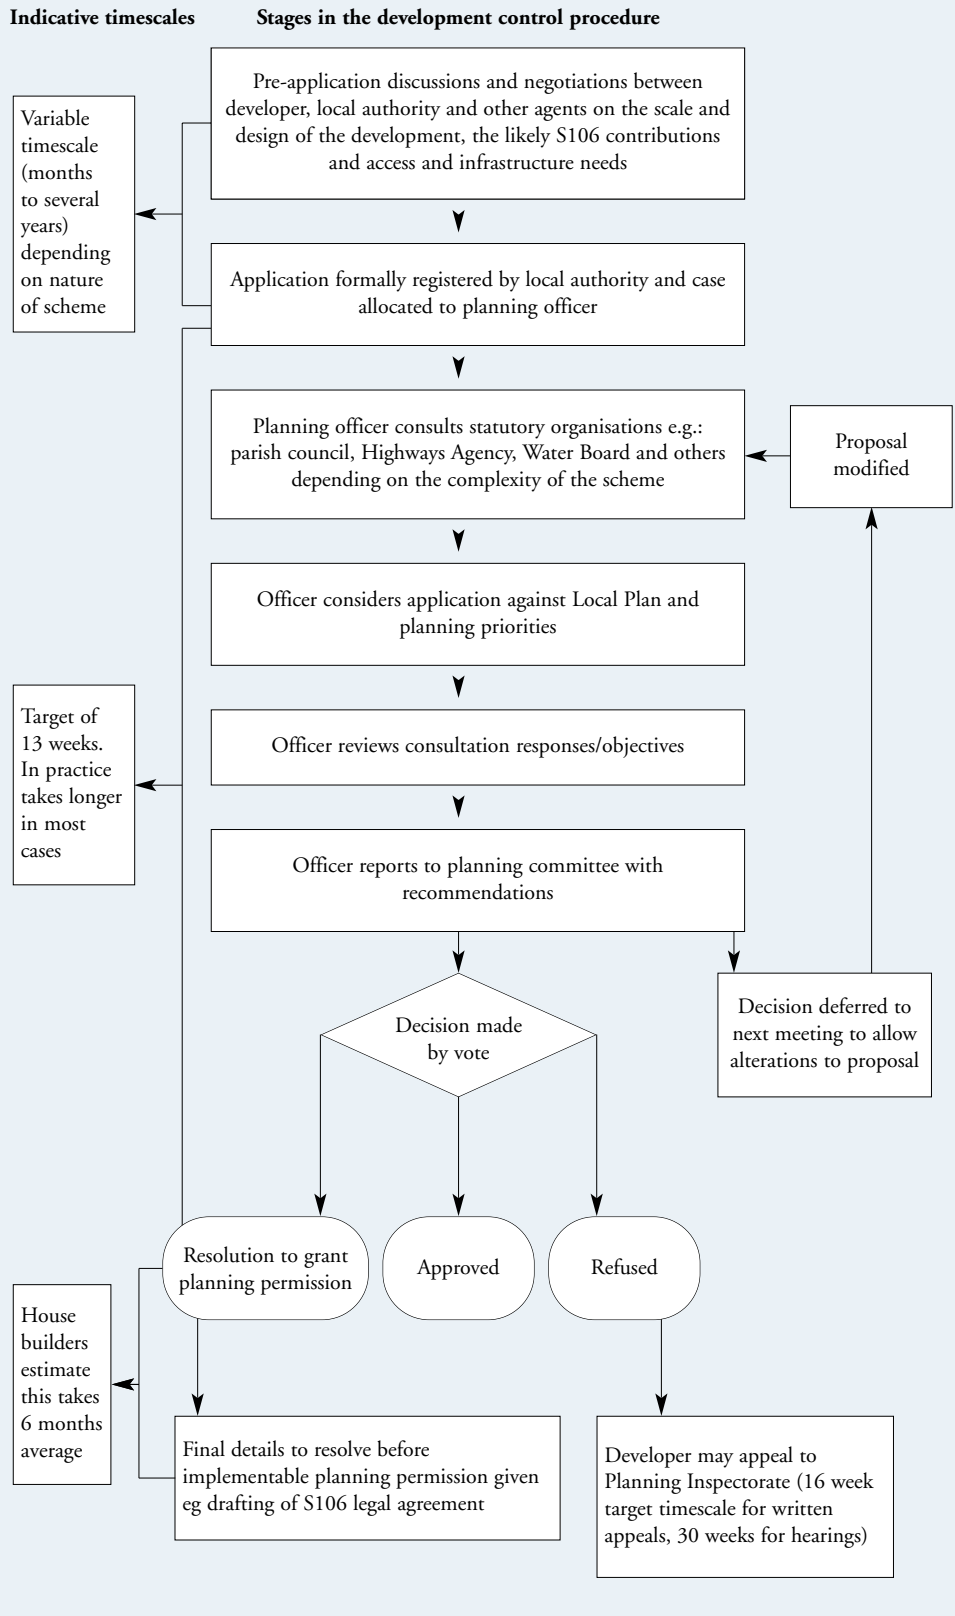 Indicative timescales
Stages in the development control procedure
Pre-application discussions and negotiations between
developer, local authority and other agents on the scale and
design of the development, the likely S106 contributions
and access and infrastructure needs
Variable
timescale
(months
to several
years)
depending
on nature
of scheme
Application formally registered by local authority and case
allocated to planning officer
Planning officer consults statutory organisations e.g.:
parish council, Highways Agency, Water Board and others
depending on the complexity of the scheme
Proposal
modified
Officer considers application against Local Plan and
planning priorities
Target of
13 weeks.
In practice
takes longer
in most
cases
Officer reviews consultation responses/objectives
Officer reports to planning committee with
recommendations
Decision made
by vote
Decision deferred to
next meeting to allow
alterations to proposal
Resolution to grant
planning permission
Approved
Refused
House
builders
estimate
this takes
6 months
average
Final details to resolve before
implementable planning permission given
eg drafting of S106 legal agreement
Developer may appeal to
Planning Inspectorate (16 week
target timescale for written
appeals, 30 weeks for hearings)